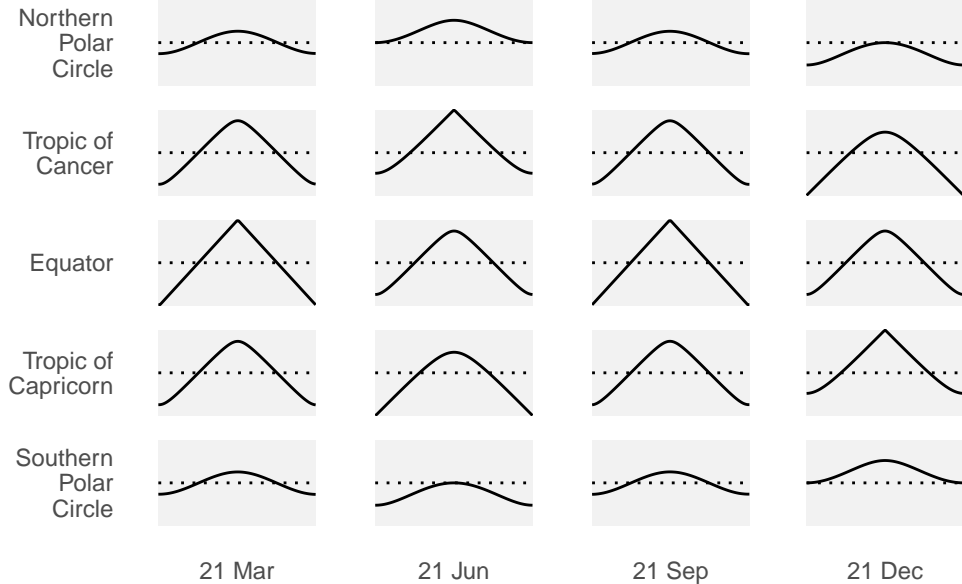 Northern
Polar
Circle
Tropic of
Cancer
Equator
Tropic of
Capricorn
Southern
Polar
Circle
21 Mar
21 Jun
21 Sep
21 Dec